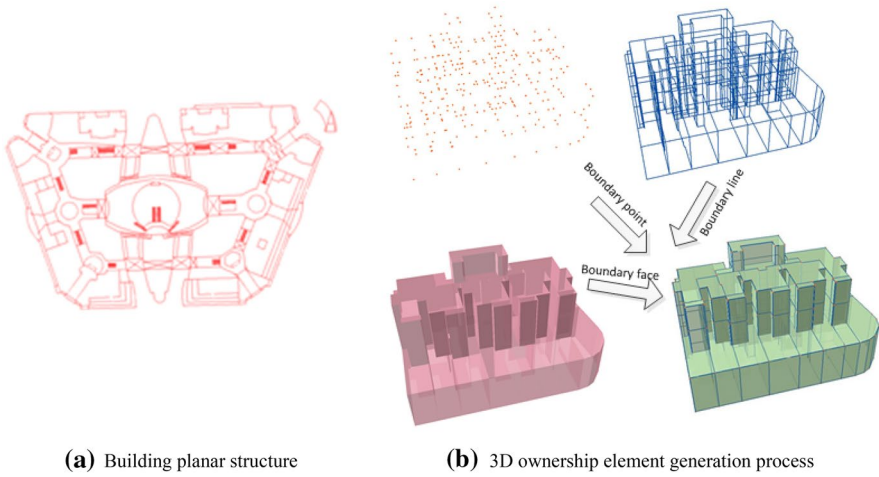 Boundary point
Boundary line
Boundary face
(a) Building planar structure
(b) 3D ownership element generation process